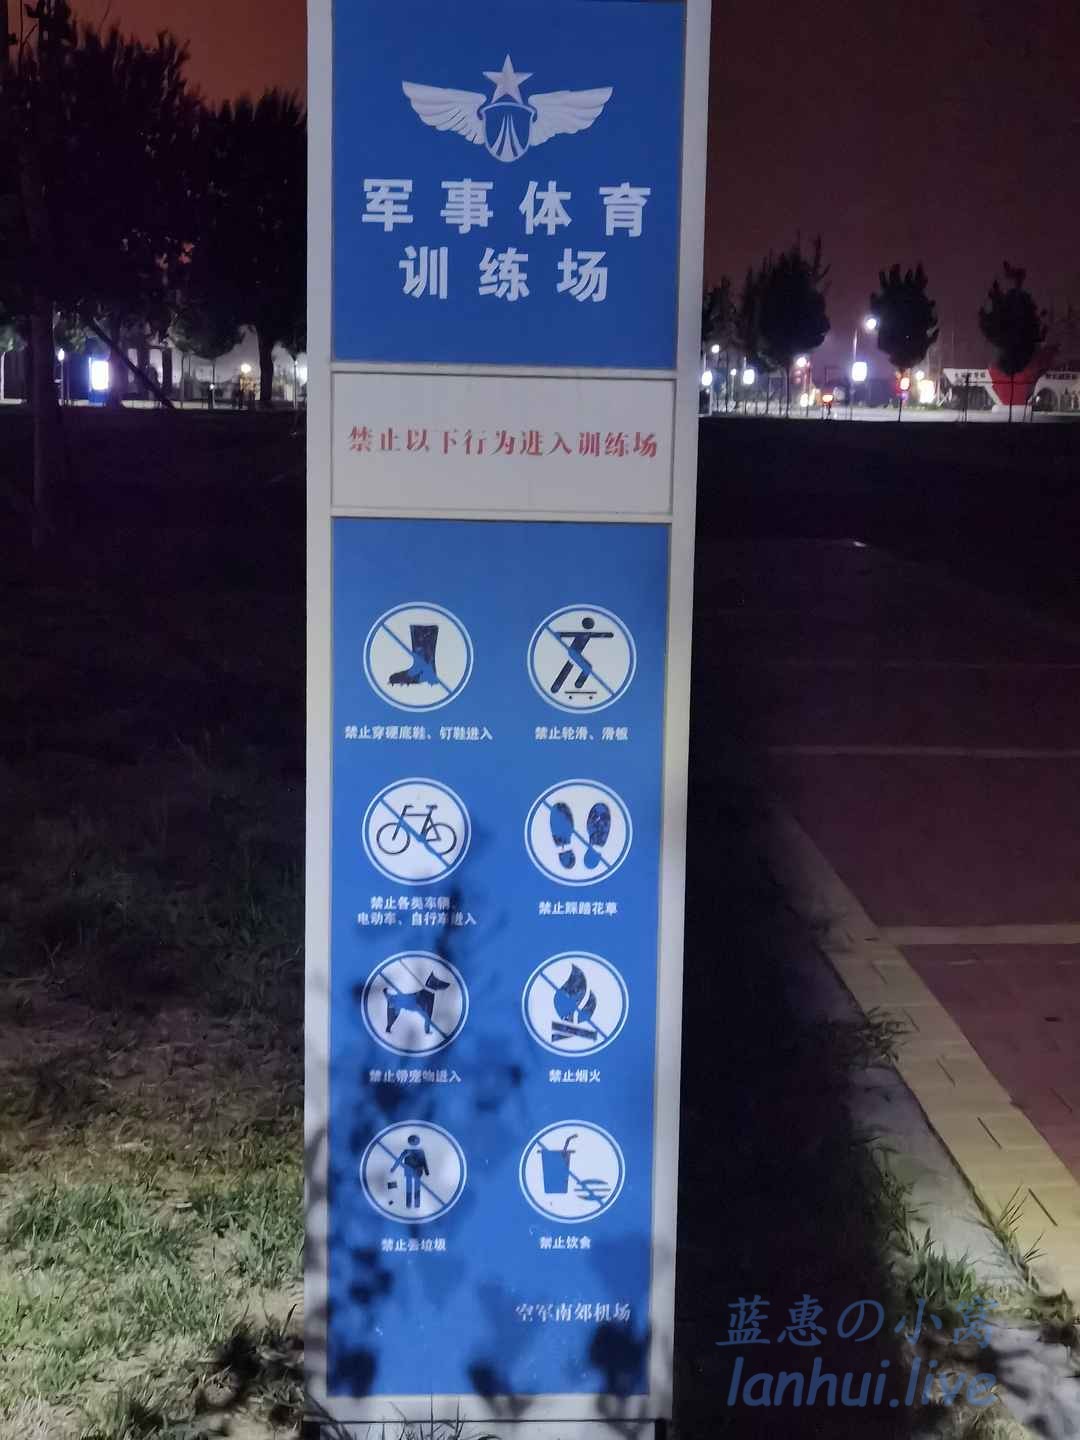 军事体育
训练场
禁止以下行为进入训练场
禁止穿硬底鞋、钉鞋进入
禁止轮滑、滑板
禁止各类车辆、
电动车、自行车进入
禁止踩踏花草
禁止带宠物进入
禁止烟火
禁止丢垃圾
禁止饮食
空军南郊机场
蓝惠の小窝
lanhui.live